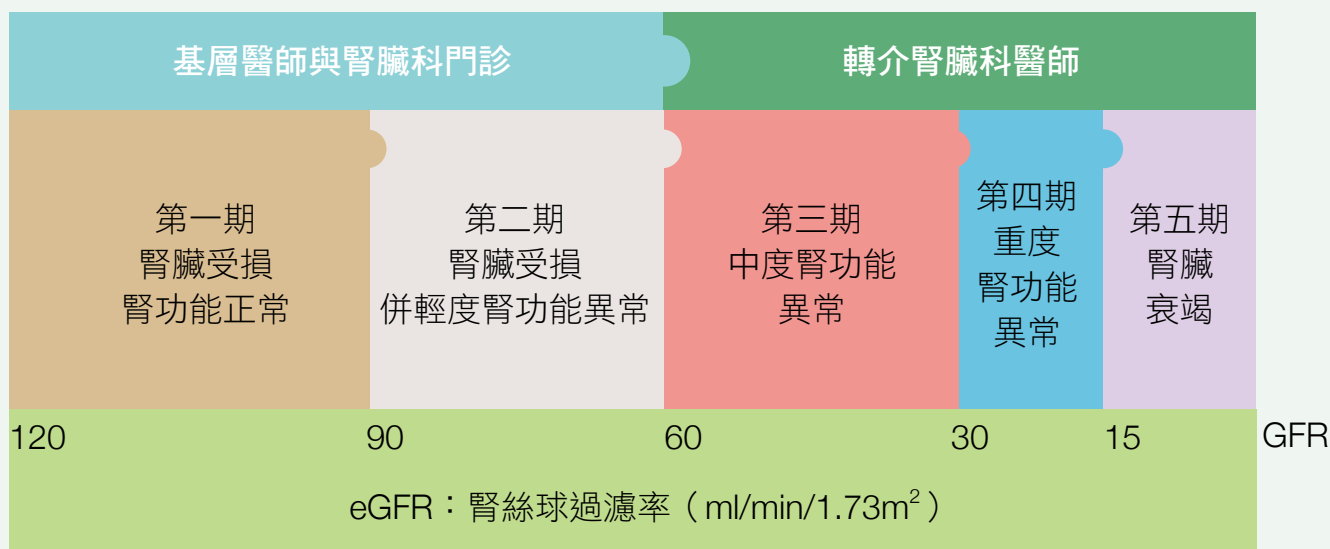 基層醫師與腎臟科門診
轉介腎臟科醫師
第一期
腎臟受損
腎功能正常
第二期
腎臟受損
併輕度腎功能異常
第三期
中度腎功能
異常
第四期
重度
腎功能
異常
第五期
腎臟
衰竭
120 90 60 30 15 GFR
eGFR：腎絲球過濾率（ml/min/1.73m²）